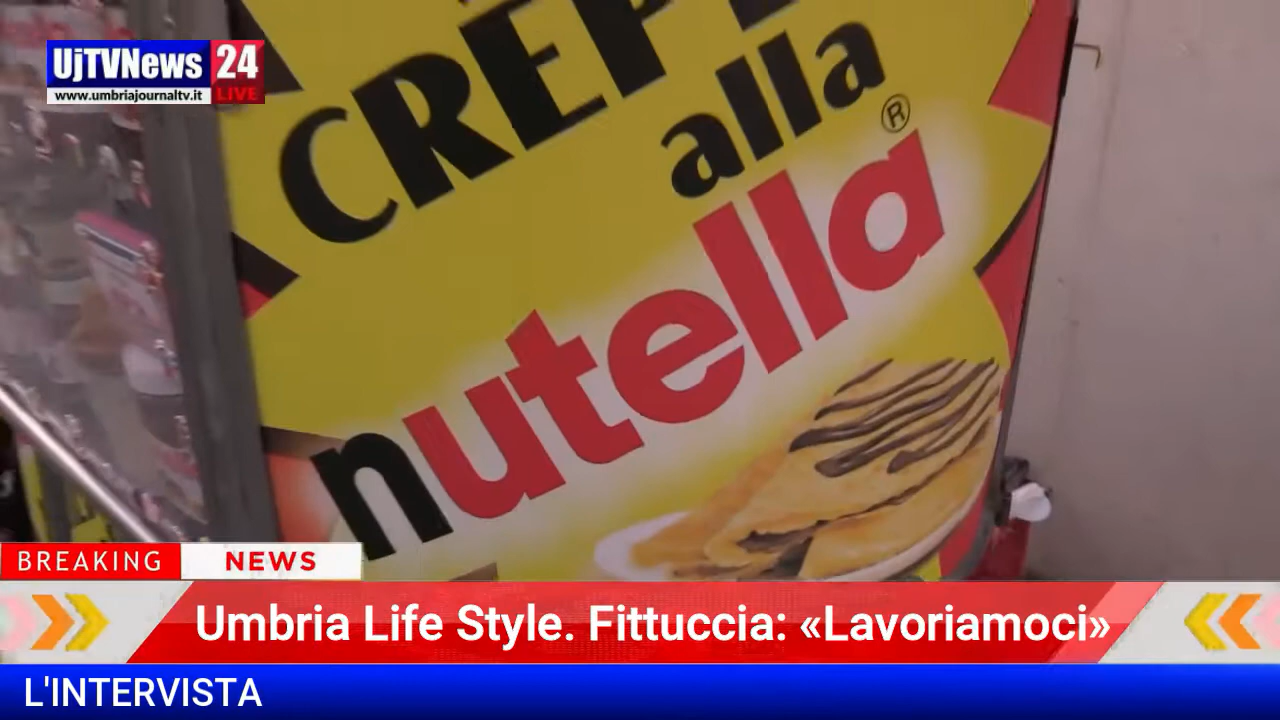 UjTVNews 24
www.umbriajournaltv.it LIVE
alla
nutella®
BREAKING NEWS
Umbria Life Style. Fittuccia: «Lavoriamoci»
L'INTERVISTA